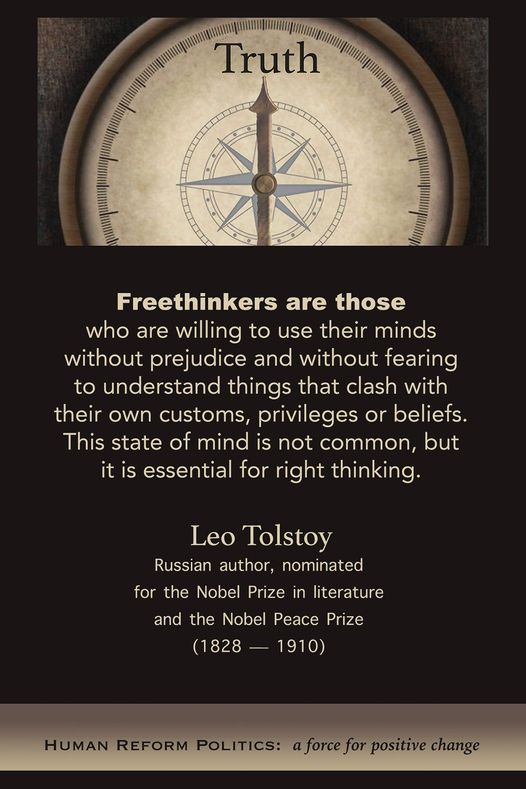 Truth
Freethinkers are those
who are willing to use their minds
without prejudice and without fearing
to understand things that clash with
their own customs, privileges or beliefs.
This state of mind is not common, but
it is essential for right thinking.
Leo Tolstoy
Russian author, nominated
for the Nobel Prize in literature
and the Nobel Peace Prize
(1828 — 1910)
Human Reform Politics: a force for positive change